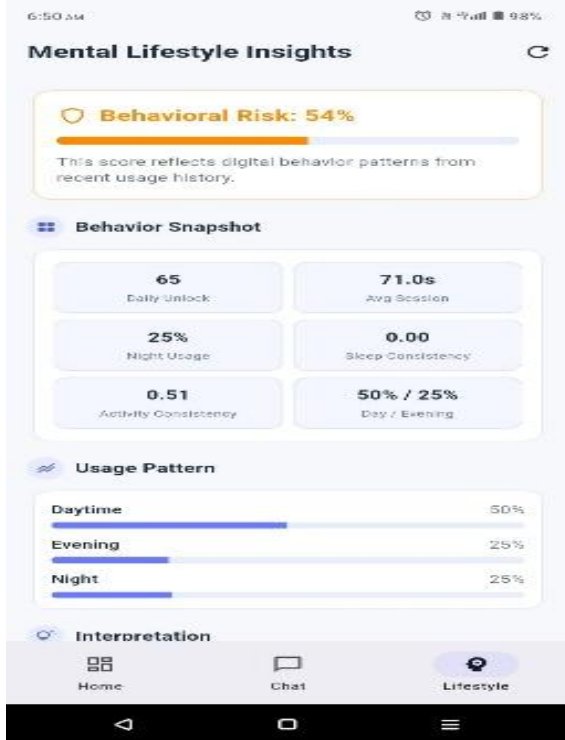 6:50 AM
98%
Mental Lifestyle Insights
Behavioral Risk: 54%
This score reflects digital behavior patterns from
recent usage history.
Behavior Snapshot
65
71.0s
Daily Unlock
Avg Session
25%
0.00
Night Usage
Sleep Consistency
0.51
50% / 25%
Activity Consistency
Day / Evening
Usage Pattern
Daytime 50%
Evening 25%
Night 25%
Interpretation
Home
Chat
Lifestyle